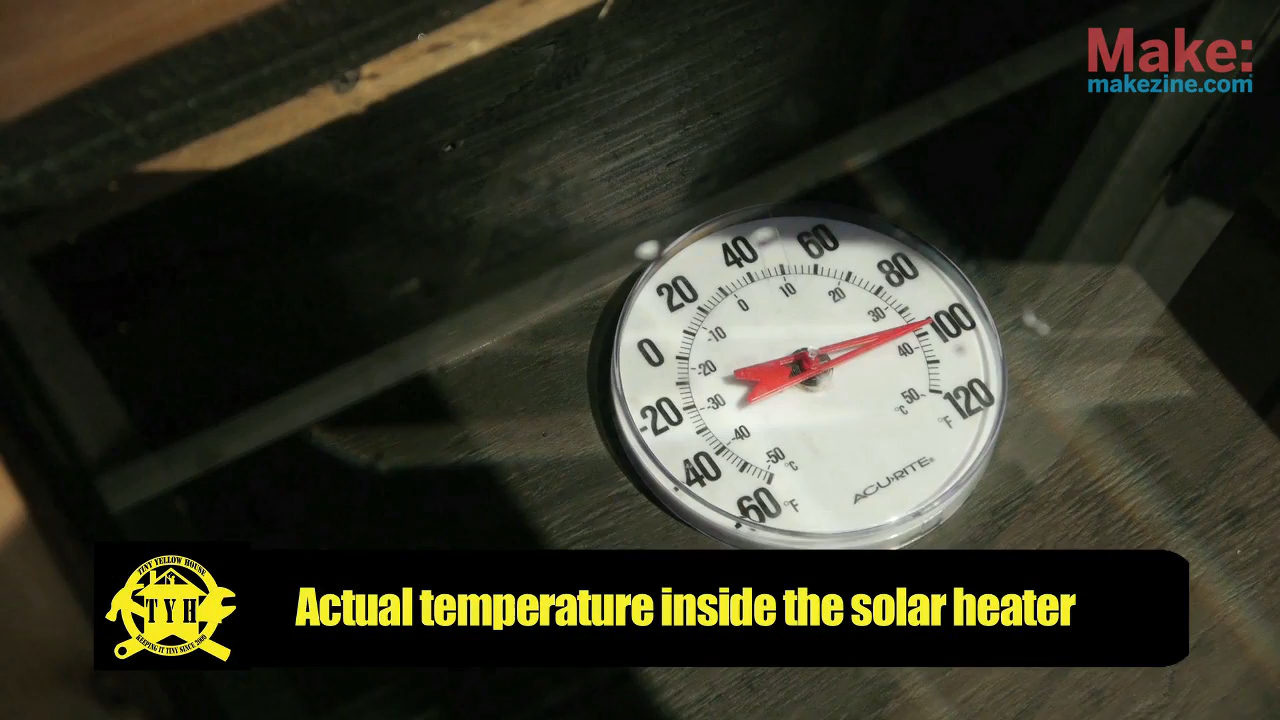 Make:
makezine.com
60
80
40
20
100
0
120
-20
-40
-60
°F
°F
10
20
0
30
-10
40
-20
50
°C
-30
-40
-50
°C
ACURITE
TINY YELLOW HOUSE
TYH
KEEPING IT TINY SINCE 2009
Actual temperature inside the solar heater